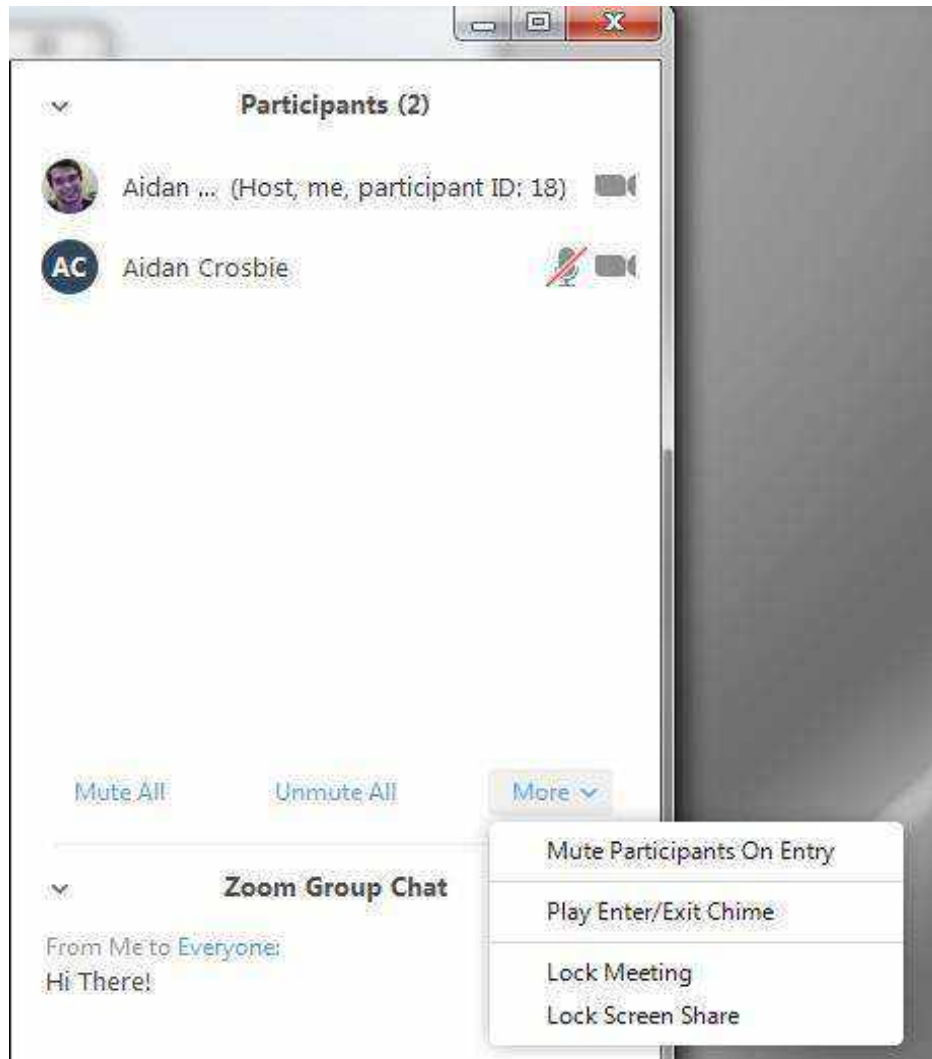 Participants (2)
Aidan ... (Host, me, participant ID: 18)
AC Aidan Crosbie
Mute All Unmute All More
Mute Participants On Entry
Play Enter/Exit Chime
Lock Meeting
Lock Screen Share
Zoom Group Chat
From Me to Everyone:
Hi There!